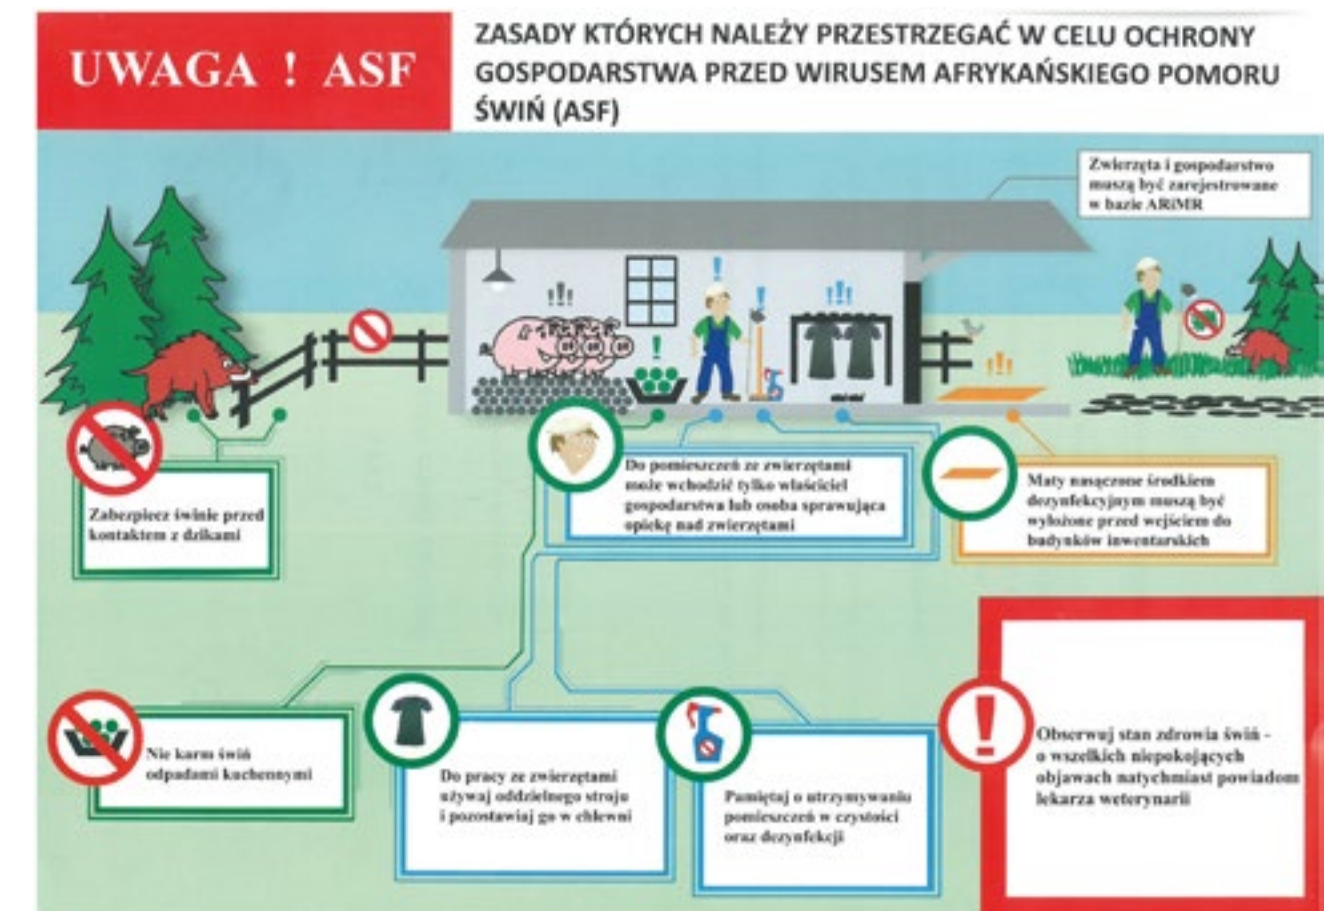 UWAGA ! ASF
ZASADY KTÓRYCH NALEŻY PRZESTRZEGAĆ W CELU OCHRONY
GOSPODARSTWA PRZED WIRUSEM AFRYKAŃSKIEGO POMORU
ŚWIŃ (ASF)
Zwierzęta i gospodarstwo
muszą być zarejestrowane
w bazie ARiMR
Zabezpiecz świnie przed
kontaktem z dzikami
Do pomieszczeń ze zwierzętami
może wchodzić tylko właściciel
gospodarstwa lub osoba sprawująca
opiekę nad zwierzętami
Maty nasączone środkiem
dezynfekcyjnym muszą być
wyłożone przed wejściem do
budynków inwentarskich
Nie karm świń
odpadami kuchennymi
Do pracy ze zwierzętami
używaj oddzielnego stroju
i pozostawiaj go w chlewni
Pamiętaj o utrzymywaniu
pomieszczeń w czystości
oraz dezynfekcji
Obserwuj stan zdrowia świń -
o wszelkich niepokojących
objawach natychmiast powiadom
lekarza weterynarii